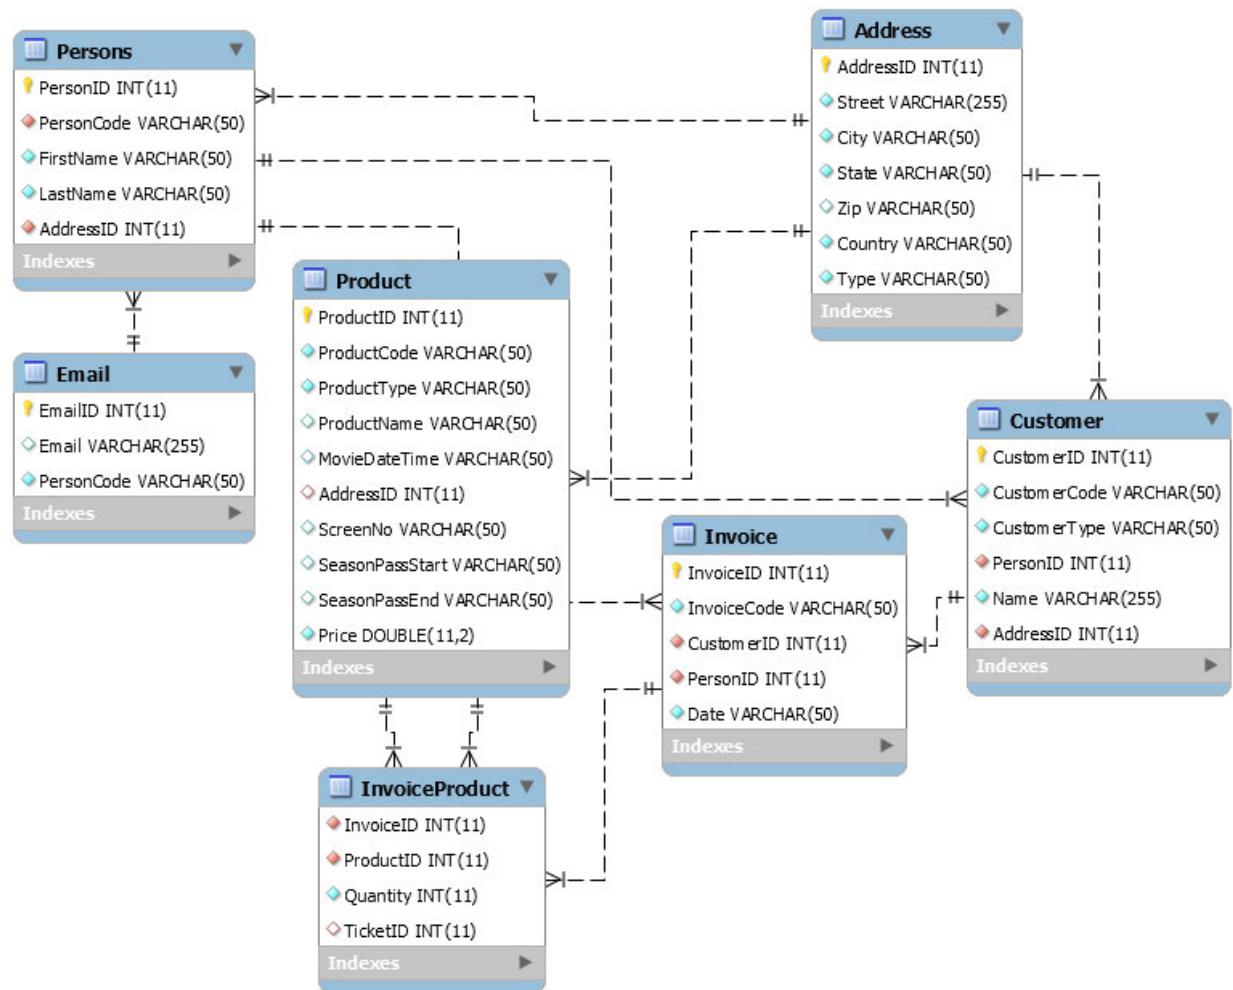 Persons
PersonID INT(11)
PersonCode VARCHAR(50)
FirstName VARCHAR(50)
LastName VARCHAR(50)
AddressID INT(11)
Indexes
Address
AddressID INT(11)
Street VARCHAR(255)
City VARCHAR(50)
State VARCHAR(50)
Zip VARCHAR(50)
Country VARCHAR(50)
Type VARCHAR(50)
Indexes
Product
ProductID INT(11)
ProductCode VARCHAR(50)
ProductType VARCHAR(50)
ProductName VARCHAR(50)
MovieDateTime VARCHAR(50)
AddressID INT(11)
ScreenNo VARCHAR(50)
SeasonPassStart VARCHAR(50)
SeasonPassEnd VARCHAR(50)
Price DOUBLE(11,2)
Indexes
Email
EmailID INT(11)
Email VARCHAR(255)
PersonCode VARCHAR(50)
Indexes
Customer
CustomerID INT(11)
CustomerCode VARCHAR(50)
CustomerType VARCHAR(50)
PersonID INT(11)
Name VARCHAR(255)
AddressID INT(11)
Indexes
Invoice
InvoiceID INT(11)
InvoiceCode VARCHAR(50)
CustomerID INT(11)
PersonID INT(11)
Date VARCHAR(50)
Indexes
InvoiceProduct
InvoiceID INT(11)
ProductID INT(11)
Quantity INT(11)
TicketID INT(11)
Indexes